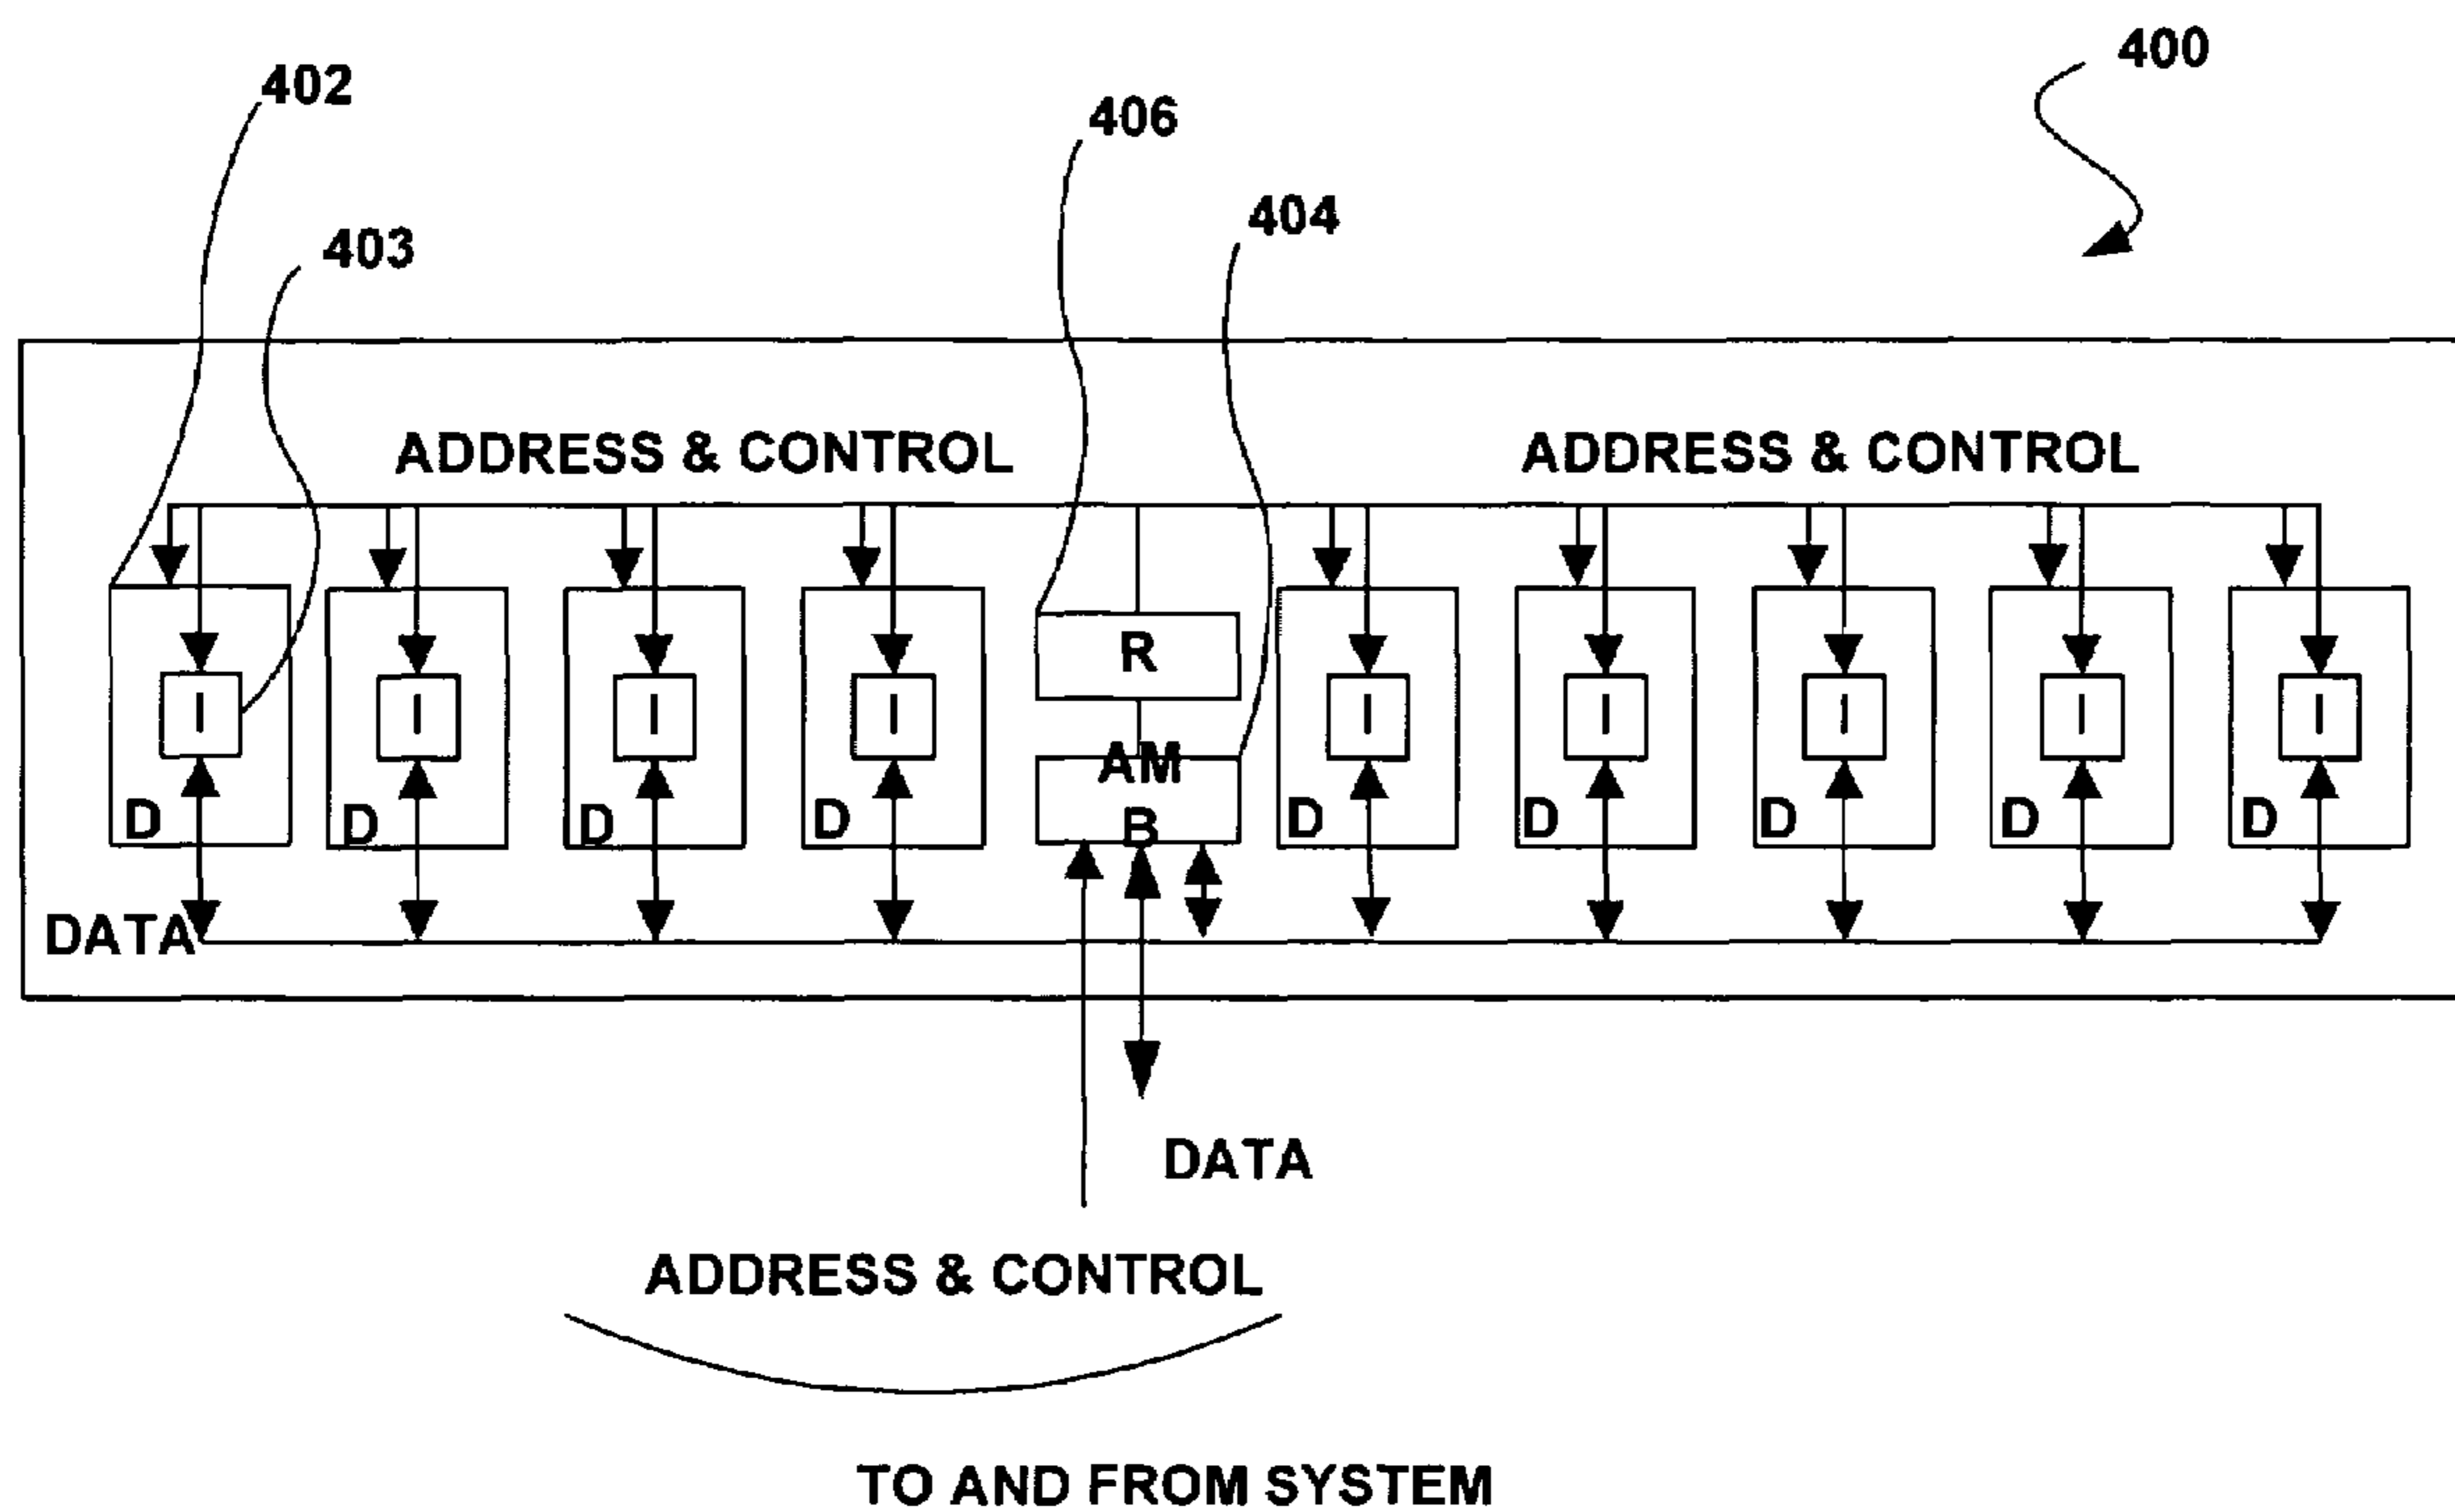 400
402
406
404
403
ADDRESS & CONTROL ADDRESS & CONTROL
R
I I I I I I I I I
AM
B
D D D D D D D D D
DATA
DATA
ADDRESS & CONTROL
TO AND FROM SYSTEM